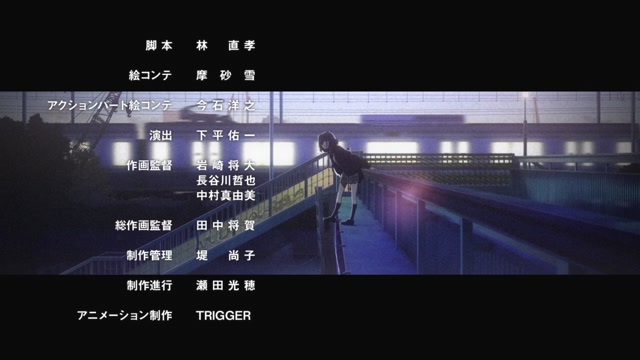 脚本 林 直孝
絵コンテ 摩砂雪
アクションパート絵コンテ 今石洋之
演出 下平佑一
作画監督 岩崎将大
長谷川哲也
中村真由美
総作画監督 田中将賀
制作管理 堤 尚子
制作進行 瀬田光穂
アニメーション制作 TRIGGER